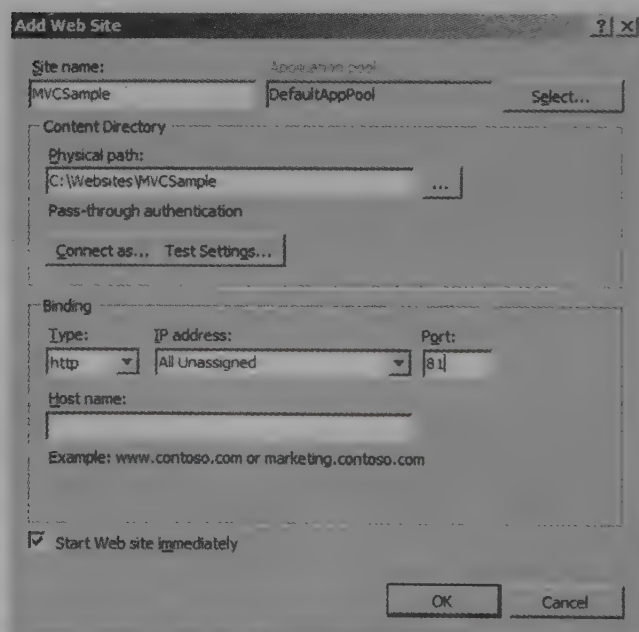 Add Web Site
Site name: Application pool:
MVCSample DefaultAppPool Select...
Content Directory
Physical path:
C:\Websites\MVCSample ...
Pass-through authentication
Connect as... Test Settings...
Binding
Type: IP address: Port:
http All Unassigned 81
Host name:
Example: www.contoso.com or marketing.contoso.com
Start Web site immediately
OK Cancel